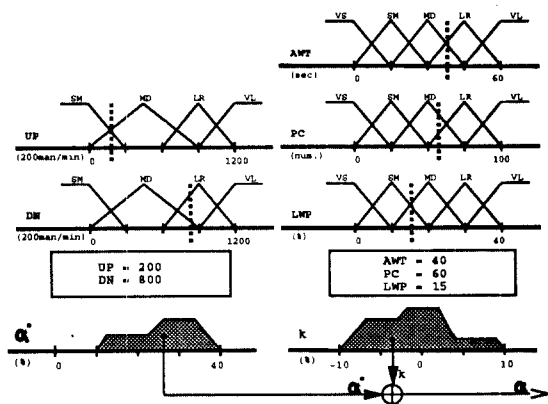 VS SM MD LR VL
AWT
(sec) 0 60
SM MD LR VL
UP
(200man/min) 0 1200
VS SM MD LR VL
PC
(num.) 0 100
SM MD LR VL
DN
(200man/min) 0 1200
VS SM MD LR VL
LWP
(%) 0 40
UP = 200
DN = 800
AWT = 40
PC = 60
LWP = 15
α*
(%) 0 20 40
k
(%) -10 0 10
k
α* α